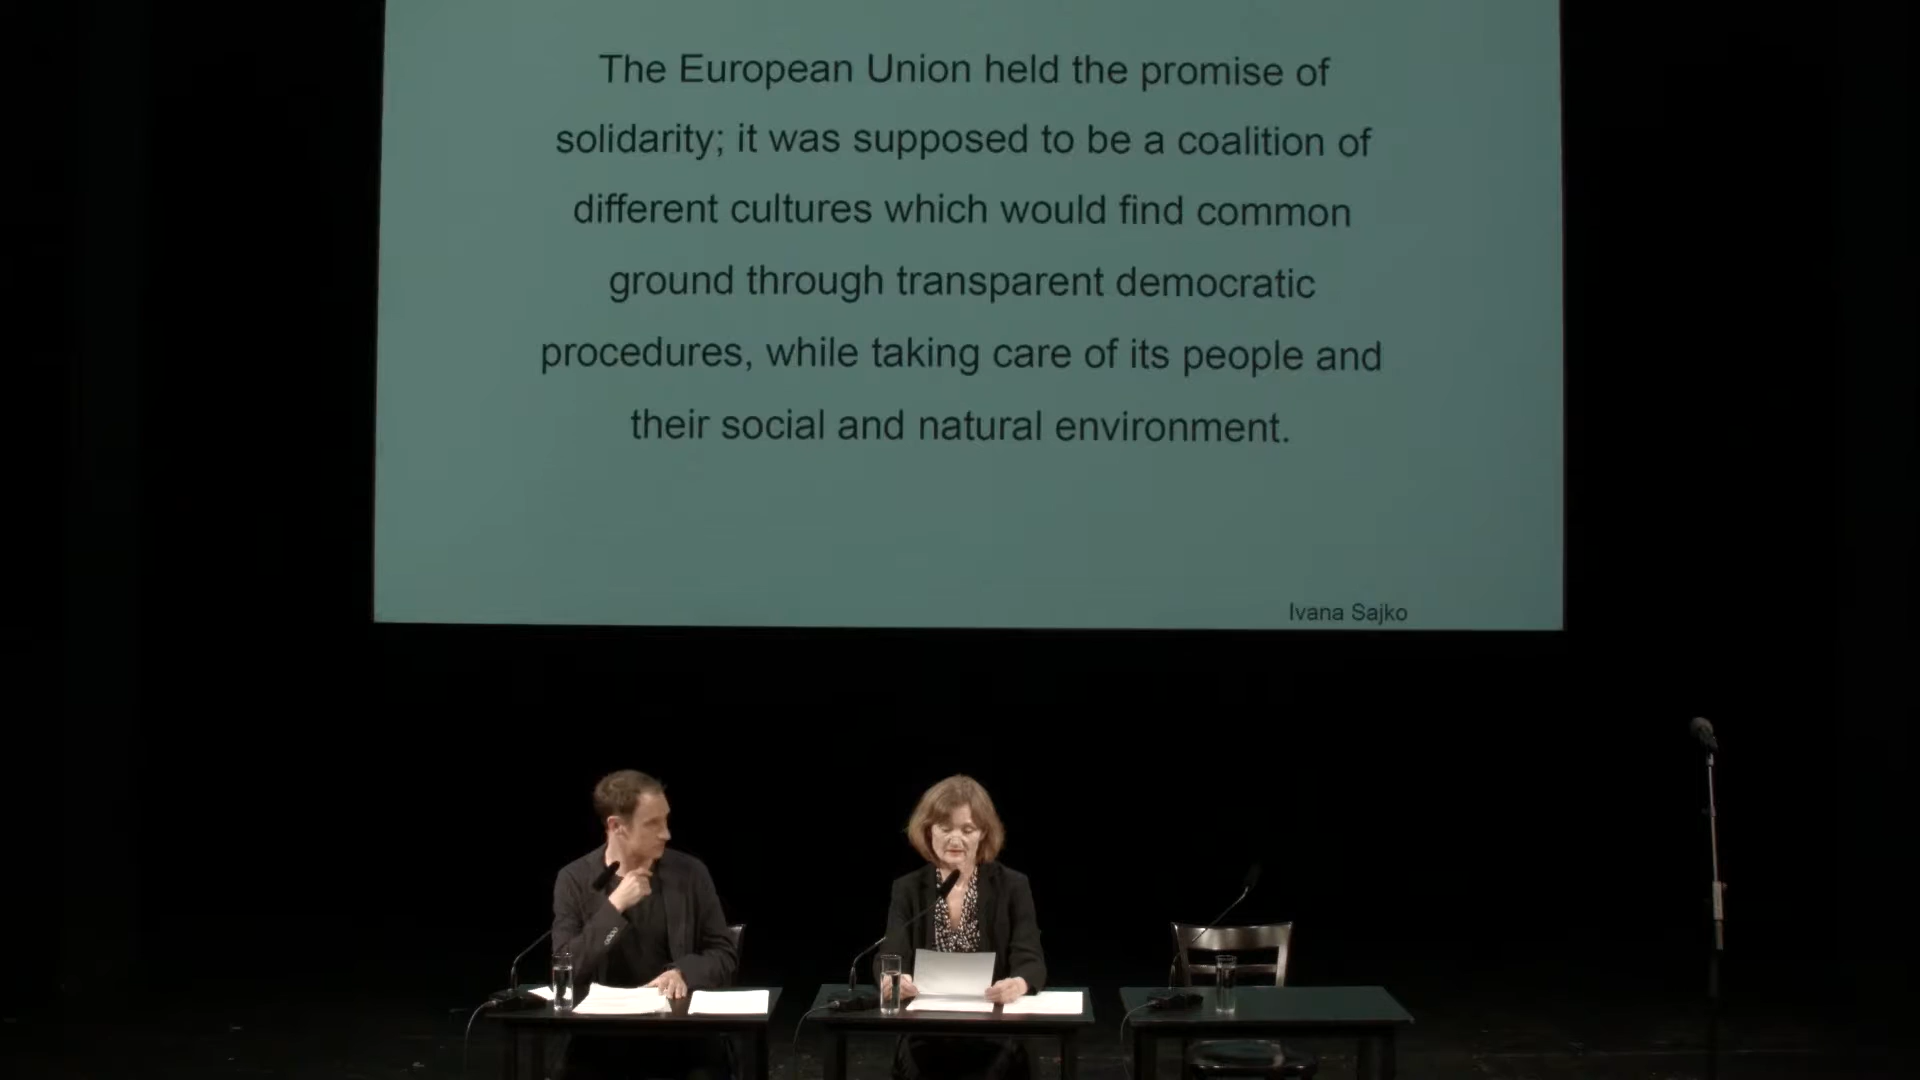 The European Union held the promise of
solidarity; it was supposed to be a coalition of
different cultures which would find common
ground through transparent democratic
procedures, while taking care of its people and
their social and natural environment.
Ivana Sajko